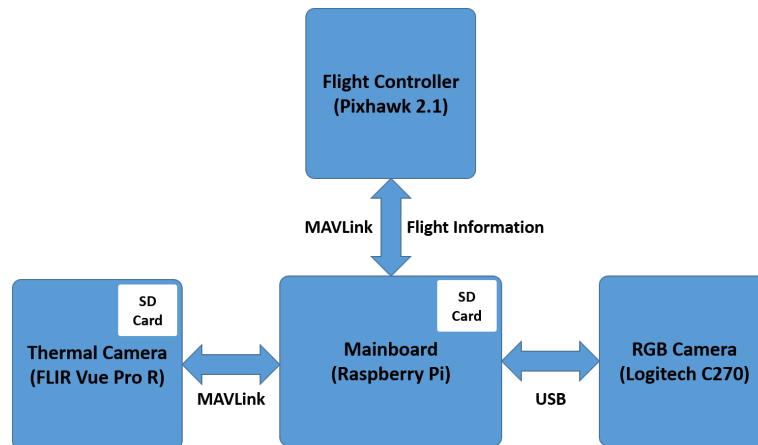 Flight Controller
(Pixhawk 2.1)
MAVLink
Flight Information
SD
Card
Thermal Camera
(FLIR Vue Pro R)
MAVLink
SD
Card
Mainboard
(Raspberry Pi)
USB
RGB Camera
(Logitech C270)